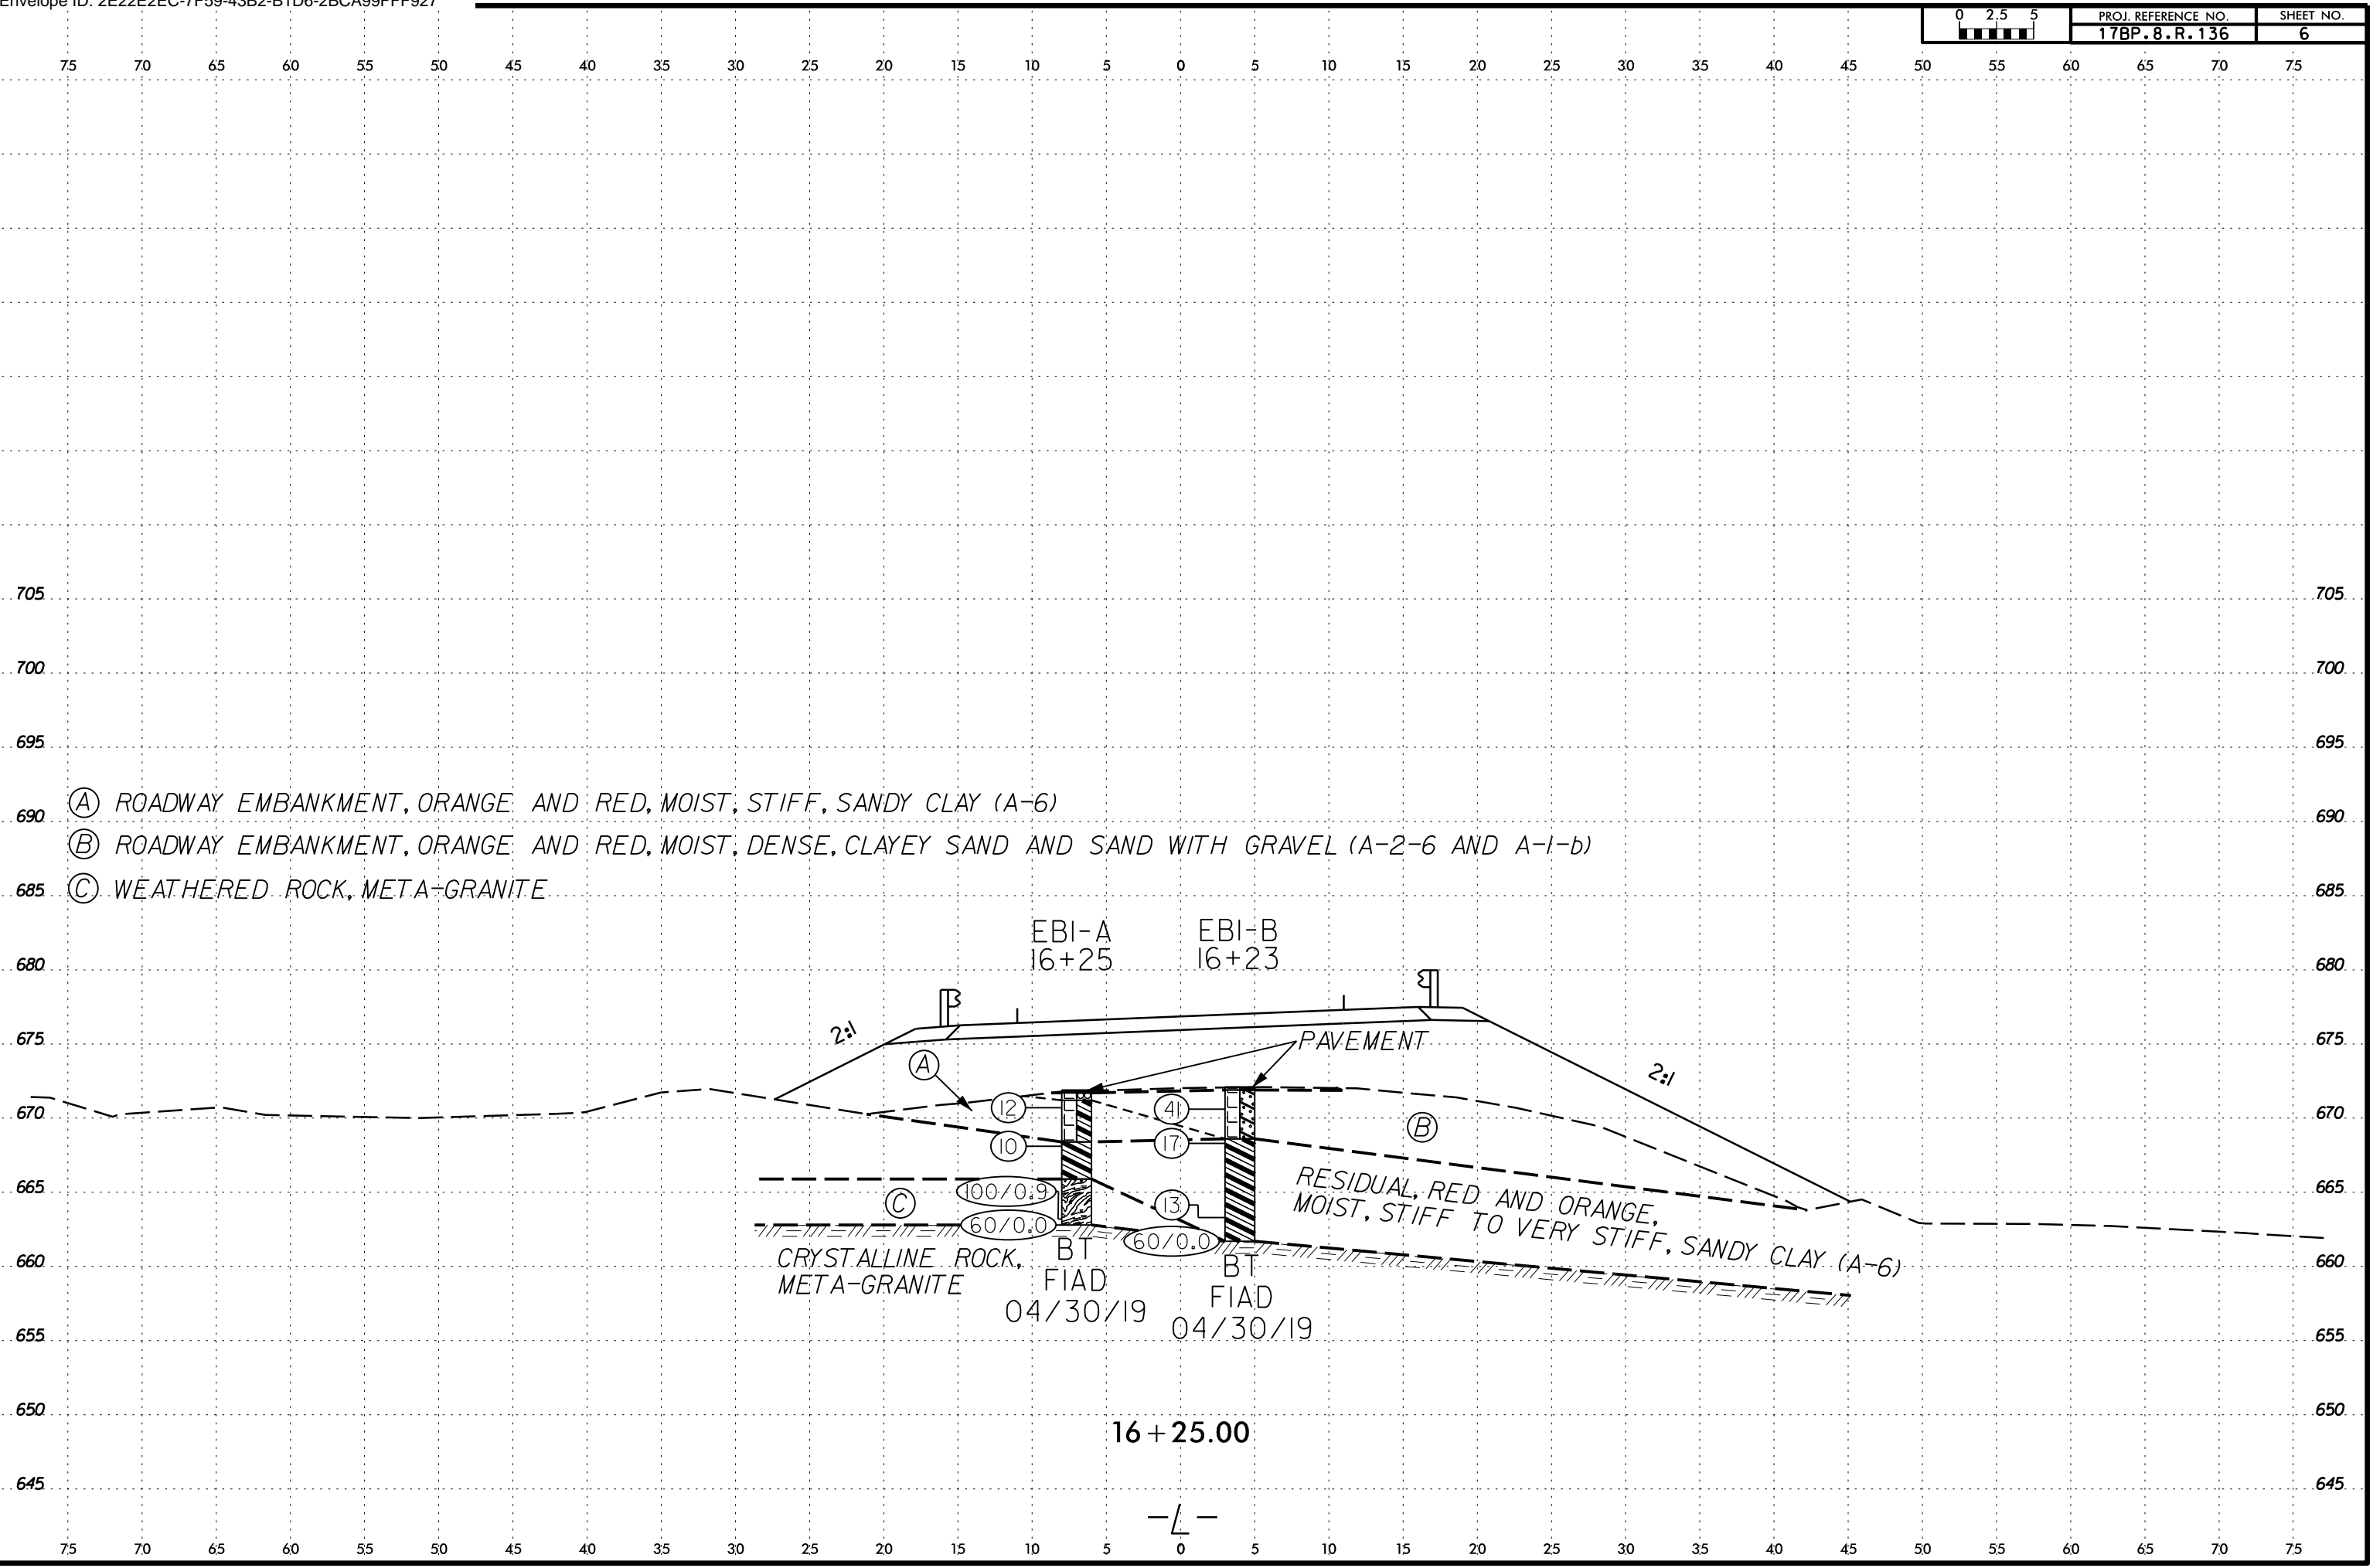 Envelope ID: 2E22E2EC-7F59-43B2-B1D6-2BCA99FFF927
0 2.5 5
PROJ. REFERENCE NO.
SHEET NO.
17BP.8.R.136
6
75 70 65 60 55 50 45 40 35 30 25 20 15 10 5 0 5 10 15 20 25 30 35 40 45 50 55 60 65 70 75
705 705
700 700
695 695
A ROADWAY EMBANKMENT, ORANGE AND RED, MOIST, STIFF, SANDY CLAY (A-6)
690 690
B ROADWAY EMBANKMENT, ORANGE AND RED, MOIST, DENSE, CLAYEY SAND AND SAND WITH GRAVEL (A-2-6 AND A-1-b)
685 685
C WEATHERED ROCK, META-GRANITE
EB1-A
16+25
EB1-B
16+23
680 680
2:1
675 675
PAVEMENT
A
2:1
670 670
12
41
B
10
17
665 665
100/0.9
C
13
RESIDUAL, RED AND ORANGE,
MOIST, STIFF TO VERY STIFF, SANDY CLAY (A-6)
60/0.0
60/0.0
660 660
CRYSTALLINE ROCK,
META-GRANITE
BT
FIAD
04/30/19
BT
FIAD
04/30/19
655 655
650 650
16+25.00
645 645
-L-
75 70 65 60 55 50 45 40 35 30 25 20 15 10 5 0 5 10 15 20 25 30 35 40 45 50 55 60 65 70 75